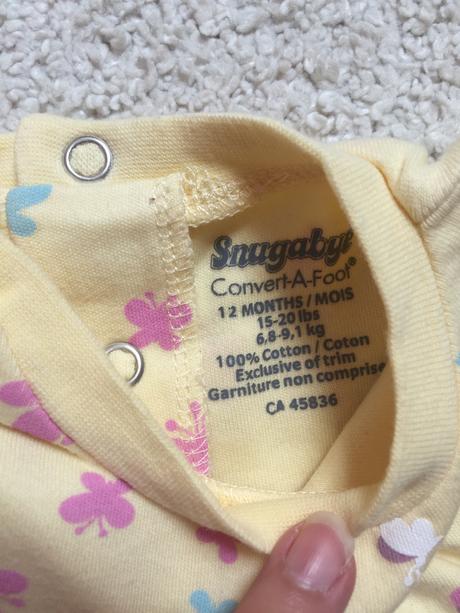 Snugabye
Convert-A-Foot®
12 MONTHS / MOIS
15-20 lbs
6,8-9,1 kg
100% Cotton / Coton
Exclusive of trim
Garniture non comprise
CA 45836